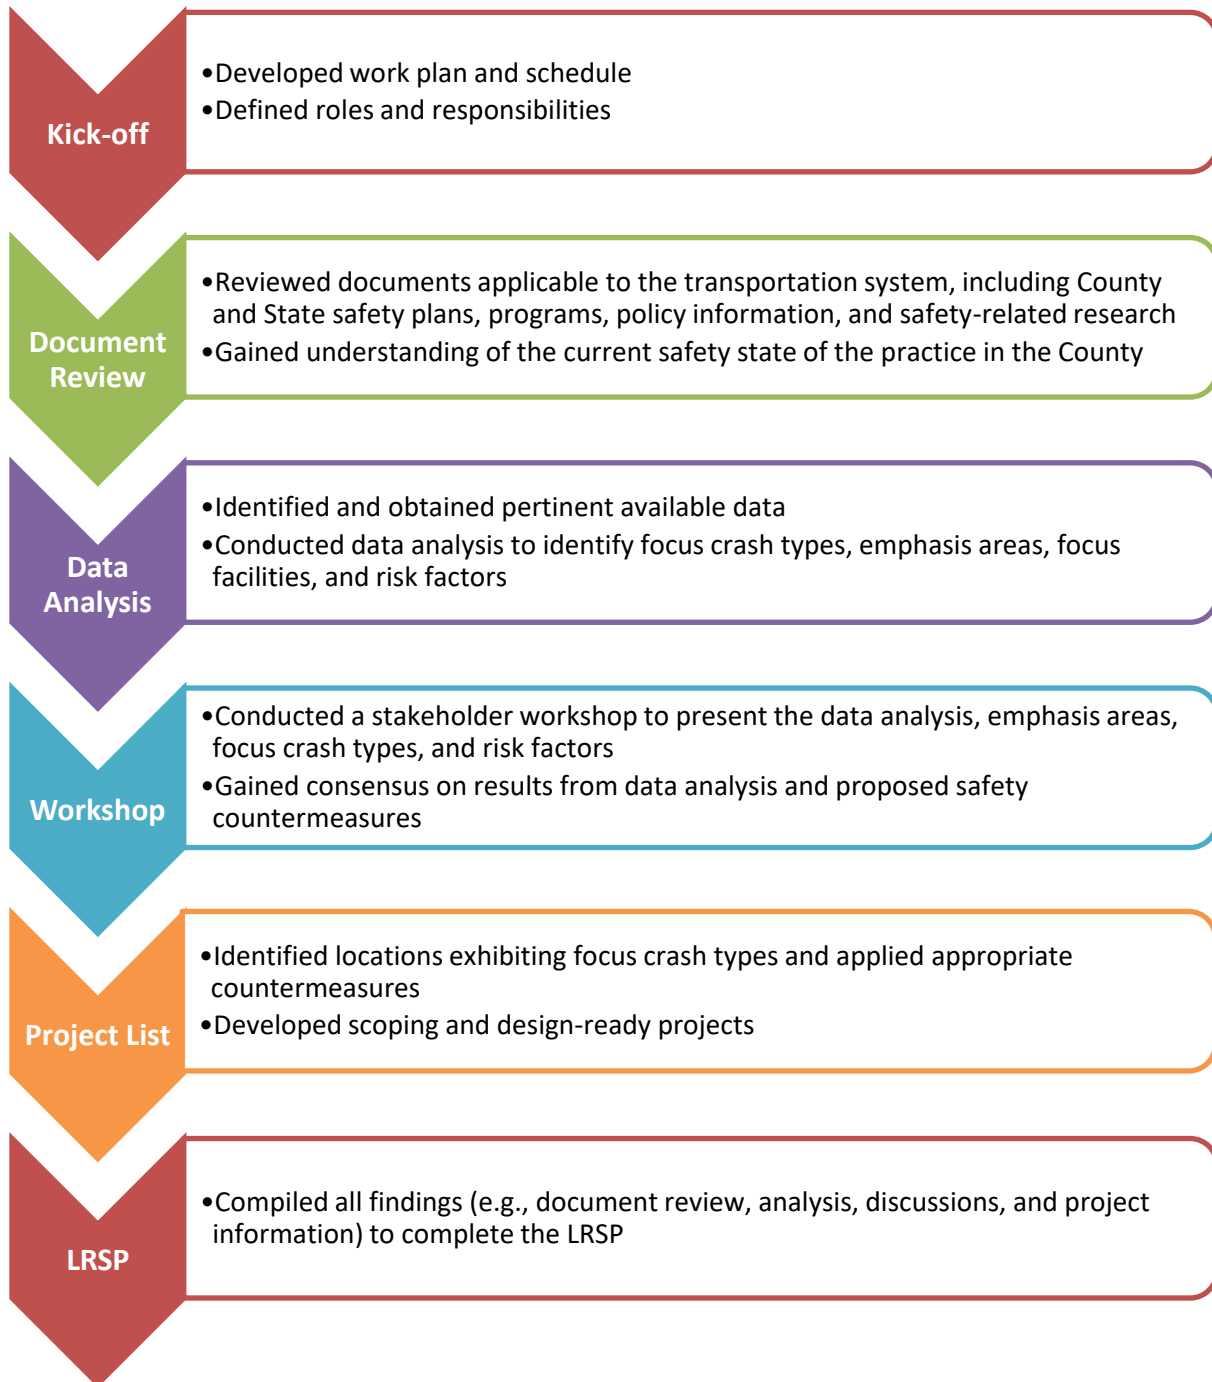 Kick-off
•Developed work plan and schedule
•Defined roles and responsibilities
Document
Review
•Reviewed documents applicable to the transportation system, including County
and State safety plans, programs, policy information, and safety-related research
•Gained understanding of the current safety state of the practice in the County
Data
Analysis
•Identified and obtained pertinent available data
•Conducted data analysis to identify focus crash types, emphasis areas, focus
facilities, and risk factors
Workshop
•Conducted a stakeholder workshop to present the data analysis, emphasis areas,
focus crash types, and risk factors
•Gained consensus on results from data analysis and proposed safety
countermeasures
Project List
•Identified locations exhibiting focus crash types and applied appropriate
countermeasures
•Developed scoping and design-ready projects
LRSP
•Compiled all findings (e.g., document review, analysis, discussions, and project
information) to complete the LRSP